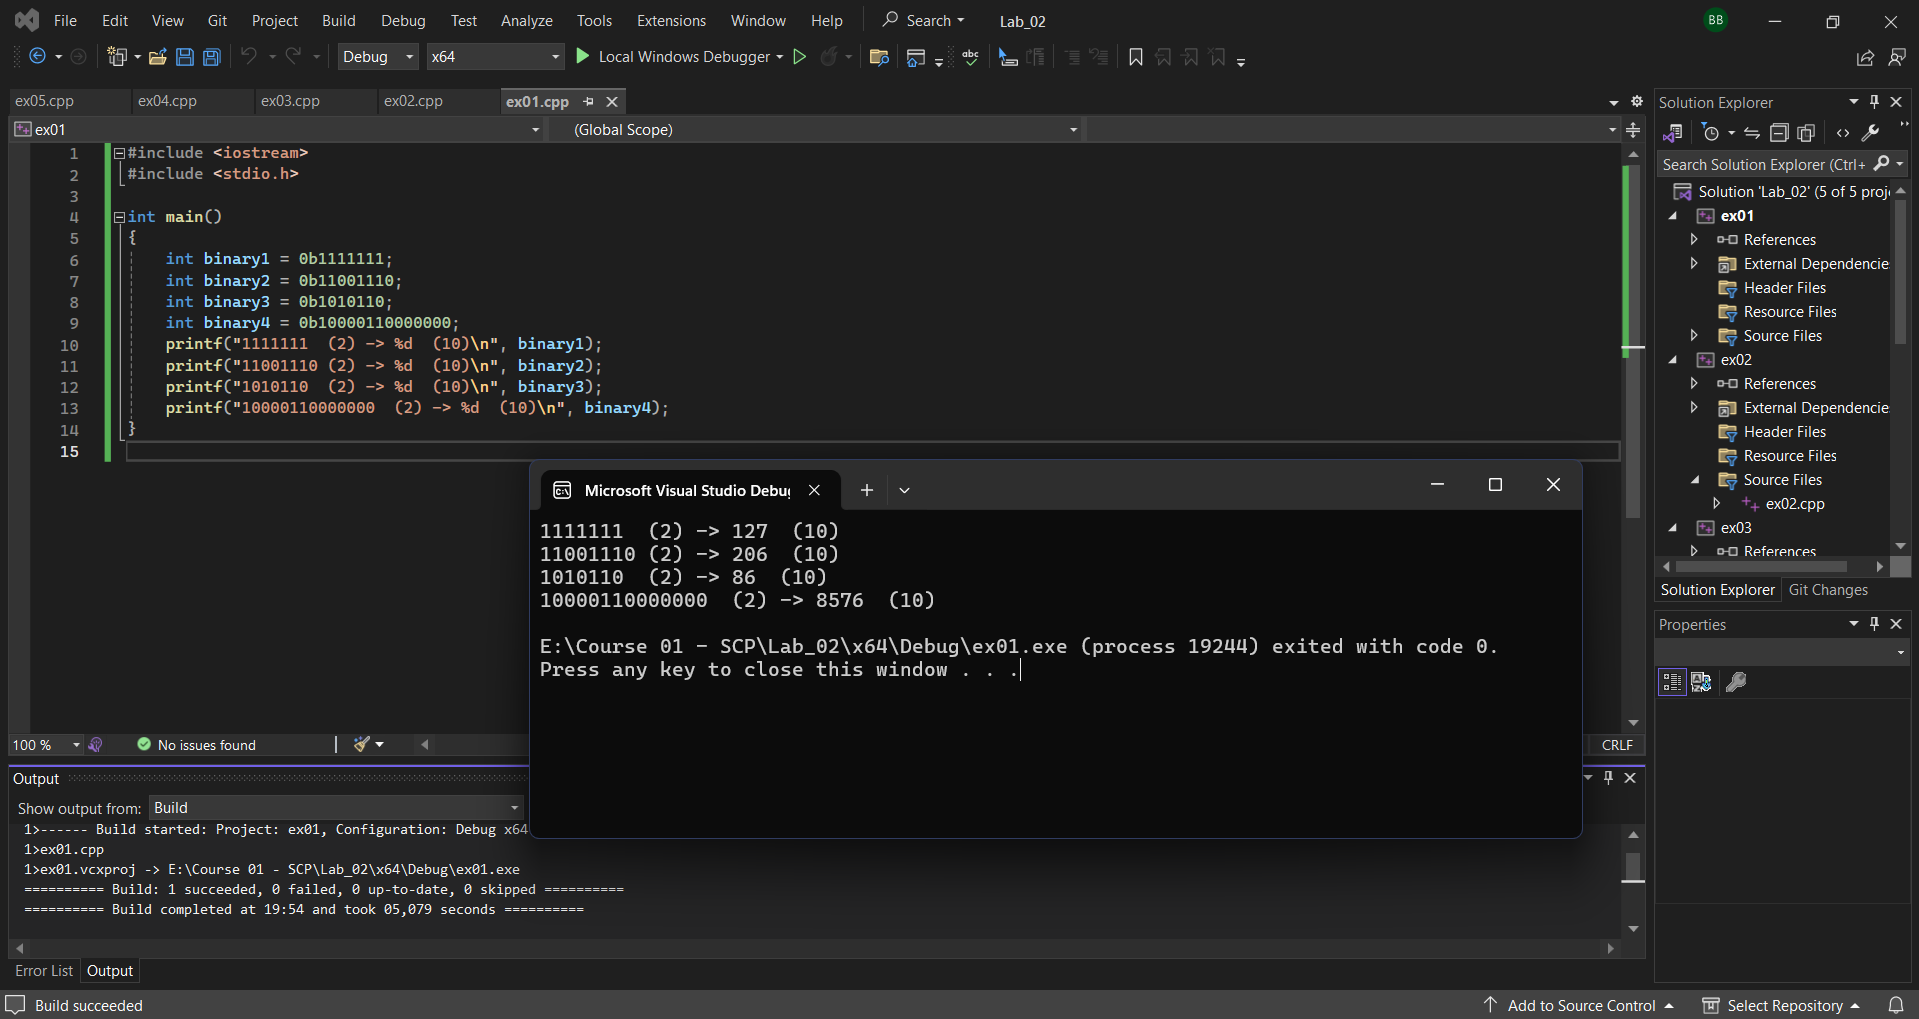 File Edit View Git Project Build Debug Test Analyze Tools Extensions Window Help Search Lab_02 BB
Debug x64 Local Windows Debugger abc
ex05.cpp ex04.cpp ex03.cpp ex02.cpp ex01.cpp
ex01 (Global Scope)
1 #include <iostream>
2 #include <stdio.h>
3
4 int main()
5 {
6 int binary1 = 0b1111111;
7 int binary2 = 0b11001110;
8 int binary3 = 0b1010110;
9 int binary4 = 0b10000110000000;
10 printf("1111111  (2) -> %d  (10)\n", binary1);
11 printf("11001110 (2) -> %d  (10)\n", binary2);
12 printf("1010110  (2) -> %d  (10)\n", binary3);
13 printf("10000110000000  (2) -> %d  (10)\n", binary4);
14 }
15
Microsoft Visual Studio Debu
1111111  (2) -> 127  (10)
11001110 (2) -> 206  (10)
1010110  (2) -> 86  (10)
10000110000000  (2) -> 8576  (10)
E:\Course 01 - SCP\Lab_02\x64\Debug\ex01.exe (process 19244) exited with code 0.
Press any key to close this window . . .
100 % No issues found CRLF
Output
Show output from: Build
1>------ Build started: Project: ex01, Configuration: Debug x64
1>ex01.cpp
1>ex01.vcxproj -> E:\Course 01 - SCP\Lab_02\x64\Debug\ex01.exe
========== Build: 1 succeeded, 0 failed, 0 up-to-date, 0 skipped ==========
========== Build completed at 19:54 and took 05,079 seconds ==========
Error List Output
Solution Explorer
Search Solution Explorer (Ctrl+
Solution 'Lab_02' (5 of 5 proj
ex01
References
External Dependencie
Header Files
Resource Files
Source Files
ex02
References
External Dependencie
Header Files
Resource Files
Source Files
ex02.cpp
ex03
References
Solution Explorer Git Changes
Properties
Build succeeded Add to Source Control Select Repository